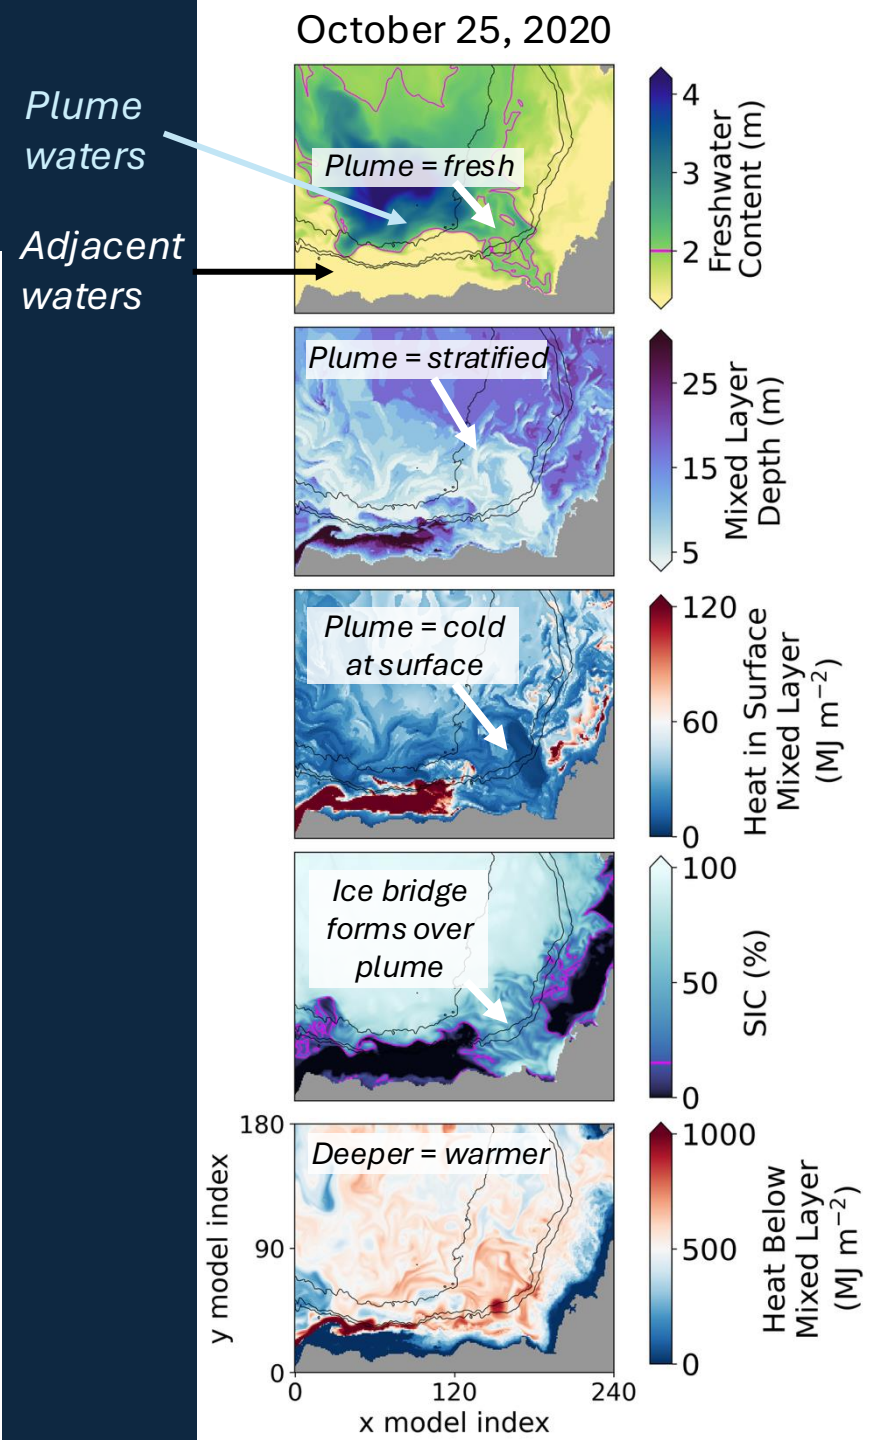 October 25, 2020
Plume
waters
Adjacent
waters
Plume = fresh
4
3
2
Freshwater
Content (m)
Plume = stratified
25
15
5
Mixed Layer
Depth (m)
Plume = cold
at surface
120
60
0
Heat in Surface
Mixed Layer
(MJ m⁻²)
Ice bridge
forms over
plume
100
50
0
SIC (%)
Deeper = warmer
180
90
0
y model index
0
120
240
x model index
1000
500
0
Heat Below
Mixed Layer
(MJ m⁻²)